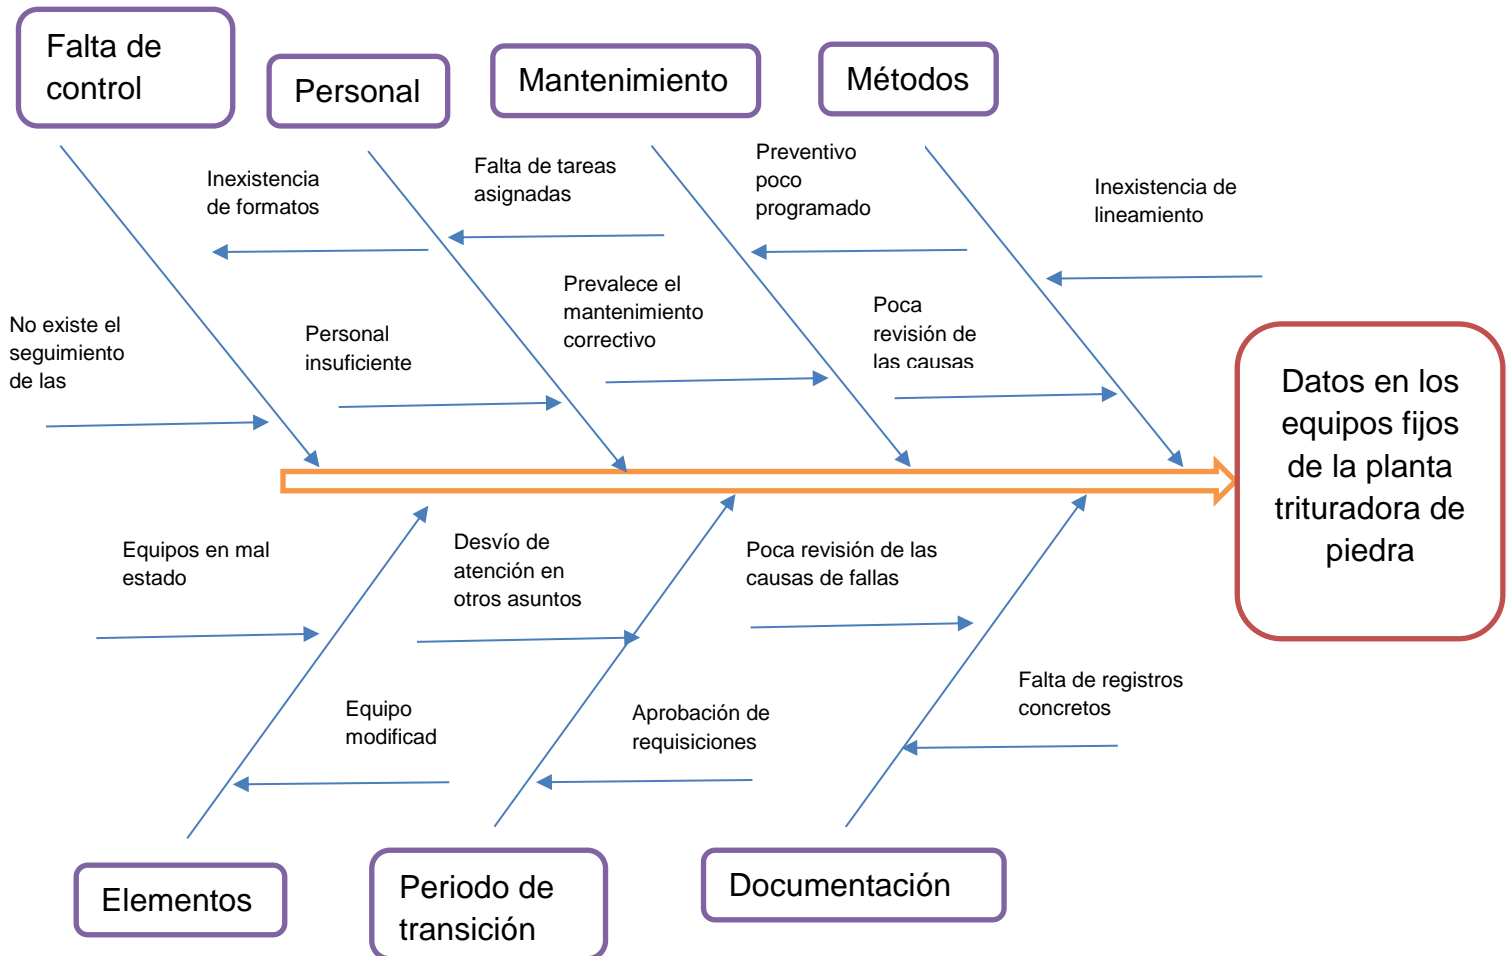 Falta de
control
Personal
Mantenimiento
Métodos
Inexistencia
de formatos
Falta de tareas
asignadas
Preventivo
poco
programado
Inexistencia de
lineamiento
No existe el
seguimiento
de las
Personal
insuficiente
Prevalece el
mantenimiento
correctivo
Poca
revisión de
las causas
Datos en los
equipos fijos
de la planta
trituradora de
piedra
Equipos en mal
estado
Desvío de
atención en
otros asuntos
Poca revisión de las
causas de fallas
Equipo
modificad
Aprobación de
requisiciones
Falta de registros
concretos
Elementos
Periodo de
transición
Documentación